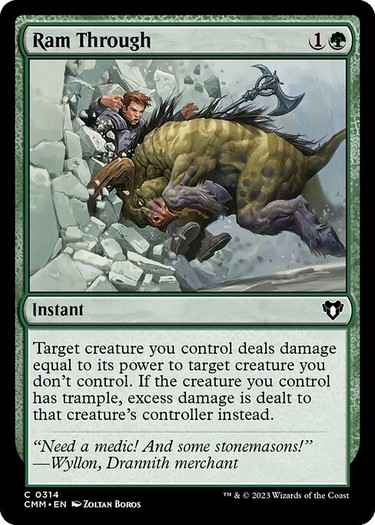 Ram Through 1
Instant
Target creature you control deals damage
equal to its power to target creature you
don't control. If the creature you control
has trample, excess damage is dealt to
that creature's controller instead.
"Need a medic! And some stonemasons!"
—Wyllon, Drannith merchant
C 0314
CMM • EN Zoltan Boros
™ & © 2023 Wizards of the Coast